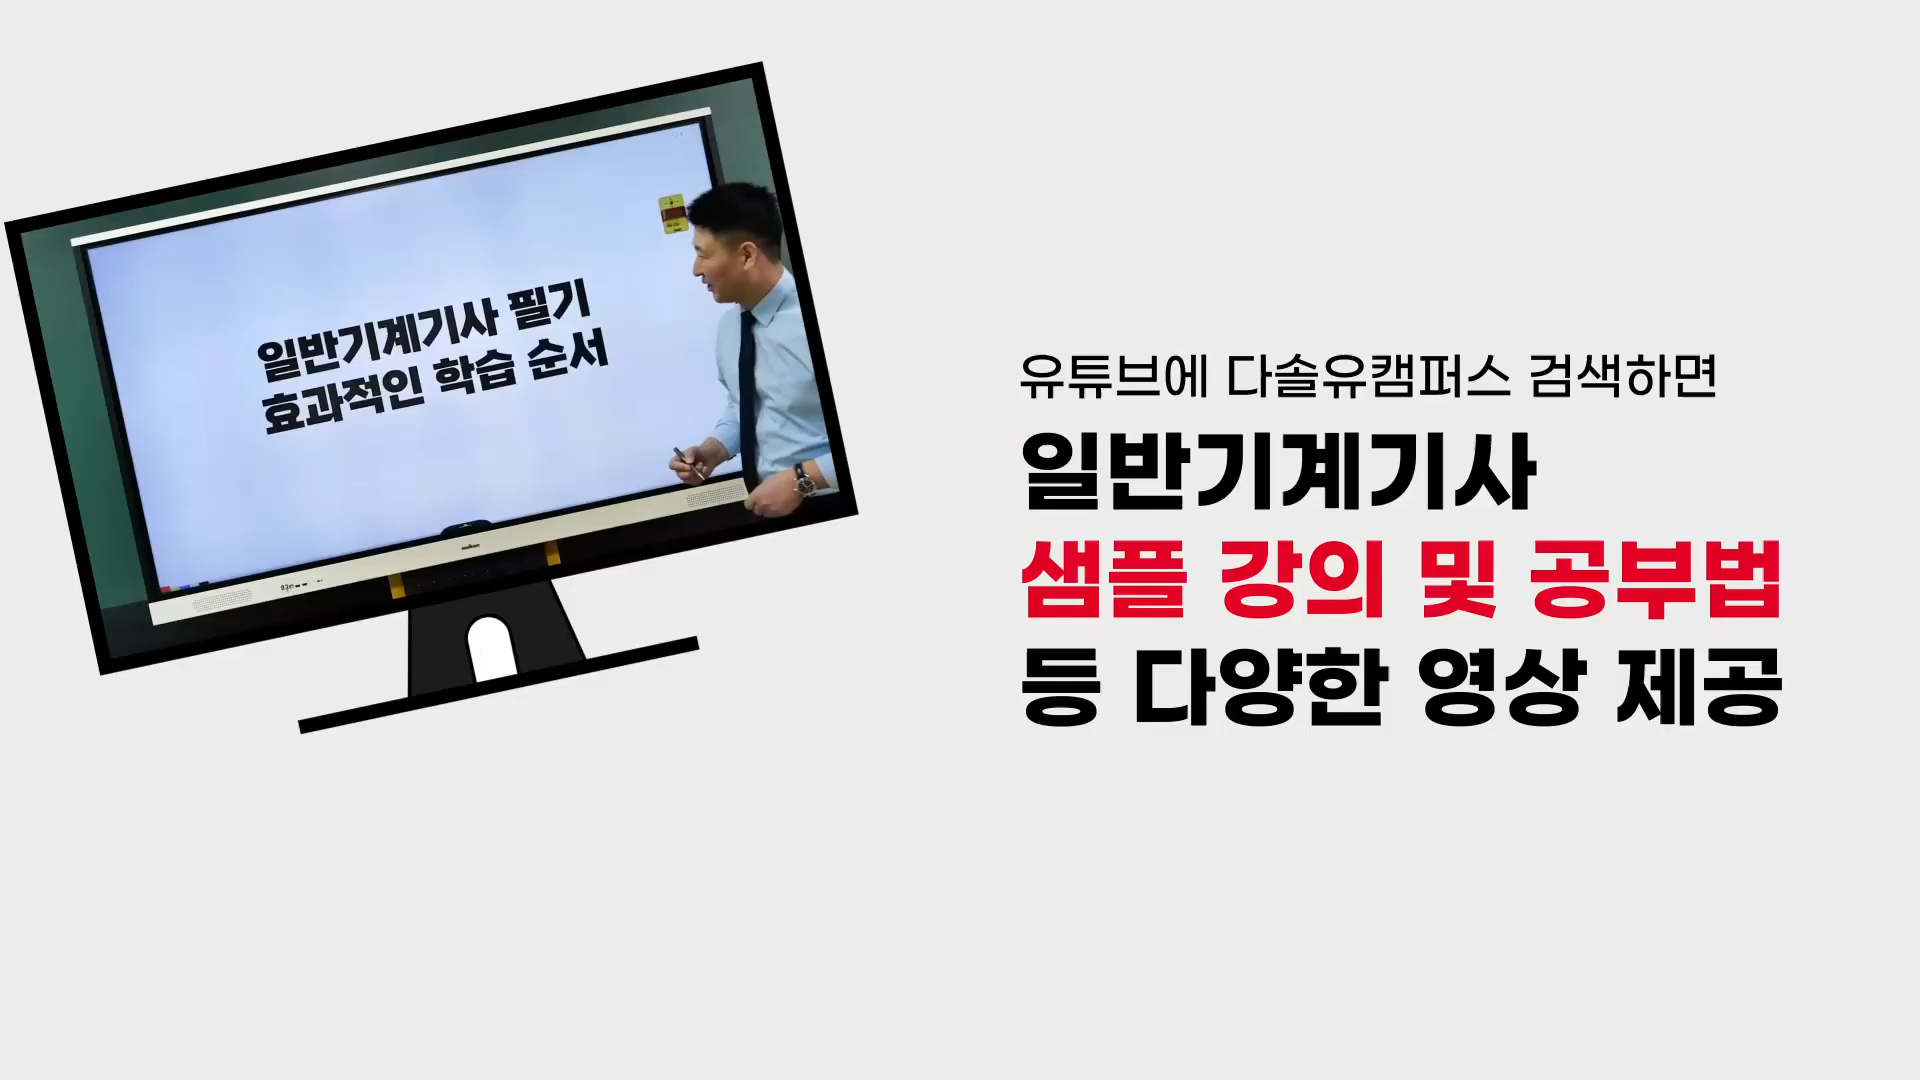 일반기계기사 필기
효과적인 학습 순서
유튜브에 다솔유캠퍼스 검색하면
일반기계기사
샘플 강의 및 공부법
등 다양한 영상 제공